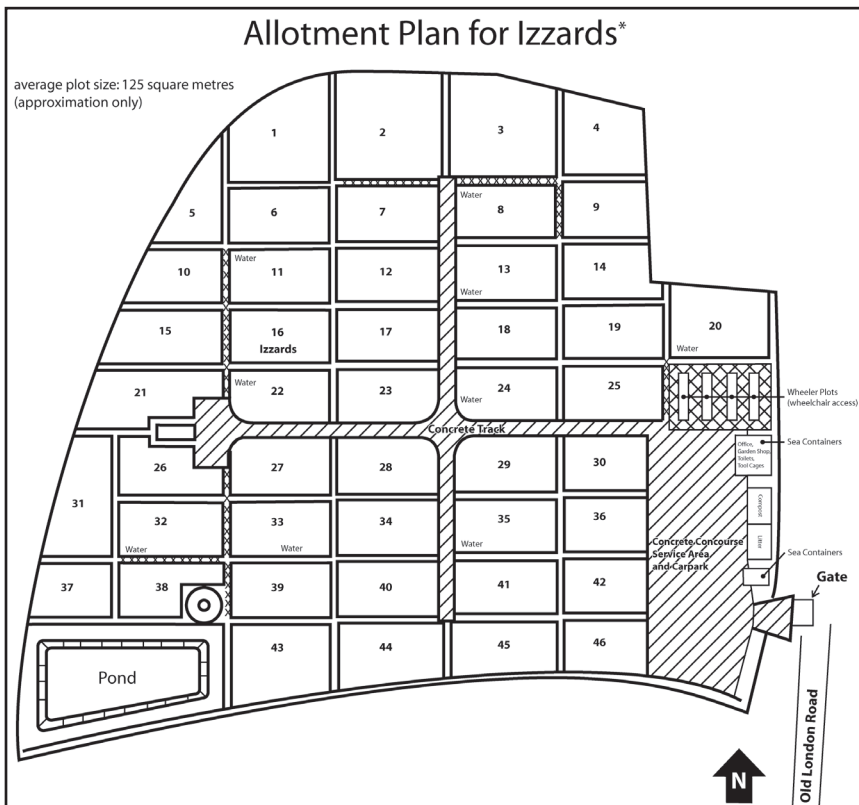 Allotment Plan for Izzards*
average plot size: 125 square metres
(approximation only)
1
2
3
4
5
6
7
Water
8
9
10
Water
11
12
13
Water
14
15
16
Izzards
17
18
19
20
Water
21
Water
22
23
24
Water
25
Wheeler Plots
(wheelchair access)
Concrete Track
Sea Containers
Office,
Garden Shop,
Toilets,
Tool Cages
26
27
28
29
30
31
32
Water
33
Water
34
35
Water
36
Compost
Concrete Concourse
Service Area
and Carpark
Sea Containers
Gate
37
38
39
40
41
42
43
44
45
46
Pond
N
Old London Road